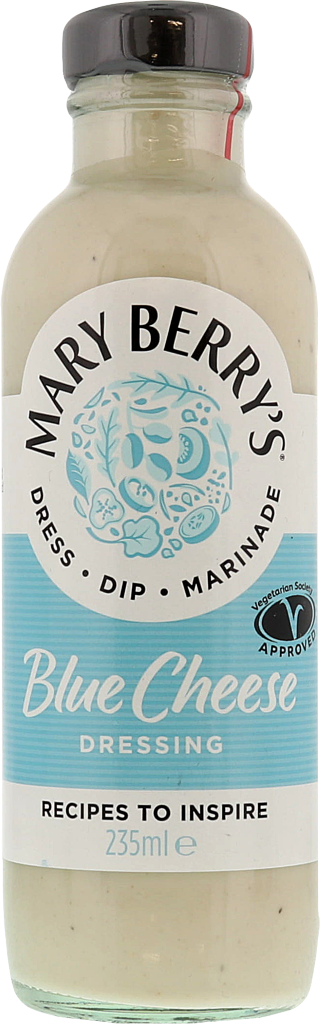 MARY BERRY'S®
DRESS • DIP • MARINADE
Vegetarian Society
V
APPROVED
Blue Cheese
DRESSING
RECIPES TO INSPIRE
235ml ℮